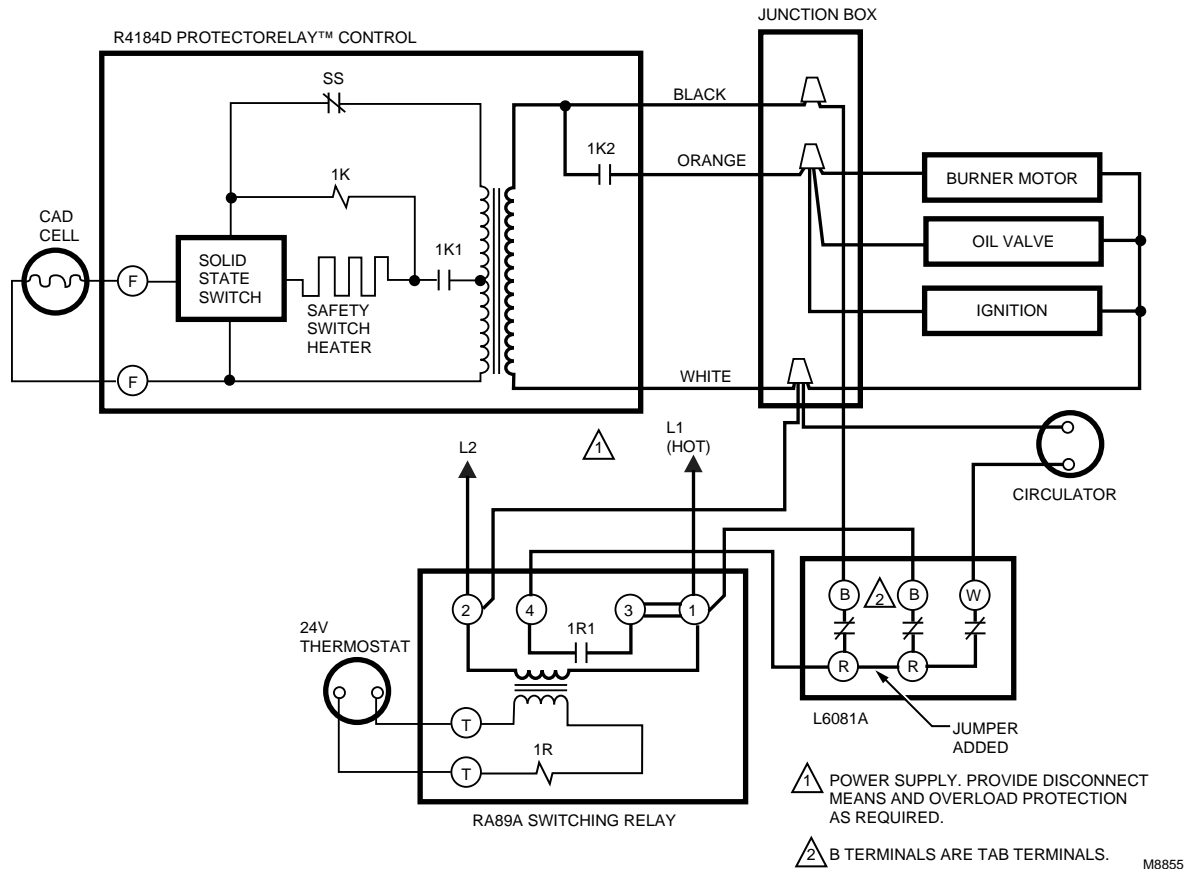 JUNCTION BOX
R4184D PROTECTORELAY™ CONTROL
SS
BLACK
1K2
ORANGE
1K
BURNER MOTOR
CAD
CELL
1K1
OIL VALVE
SOLID
STATE
SWITCH
F
SAFETY
SWITCH
HEATER
IGNITION
F
WHITE
L2
1
L1
(HOT)
CIRCULATOR
2
4
3
1
B
2
B
W
24V
THERMOSTAT
1R1
R
R
T
L6081A
JUMPER
ADDED
1R
T
RA89A SWITCHING RELAY
1 POWER SUPPLY. PROVIDE DISCONNECT
MEANS AND OVERLOAD PROTECTION
AS REQUIRED.
2 B TERMINALS ARE TAB TERMINALS.
M8855